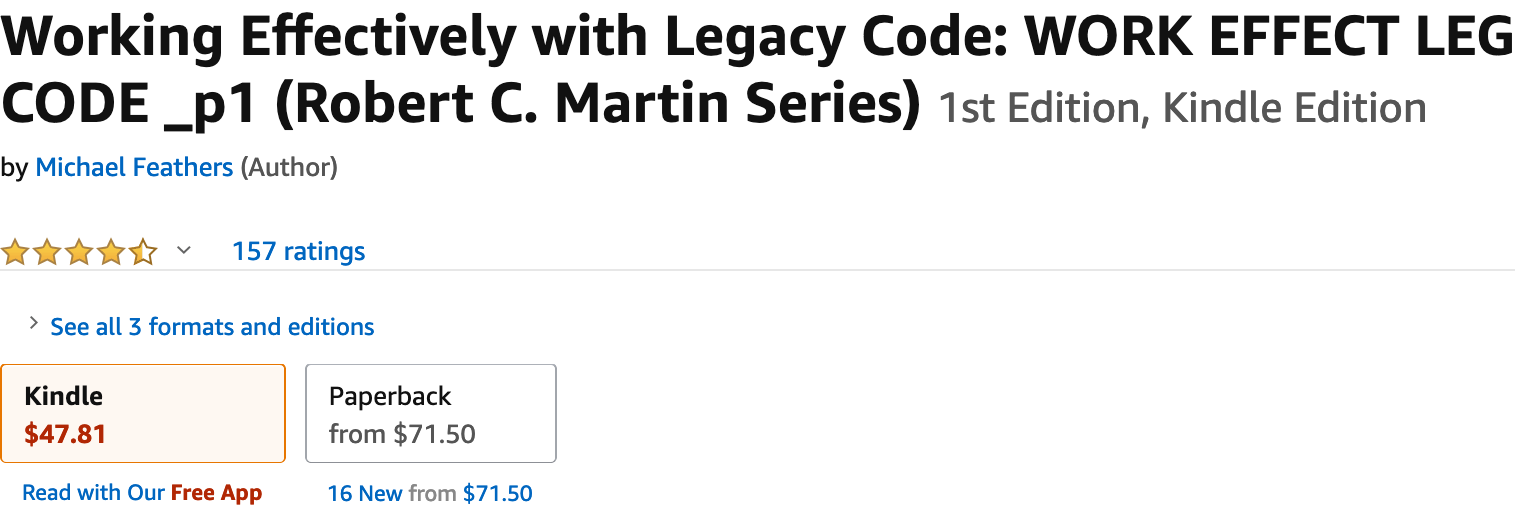 Working Effectively with Legacy Code: WORK EFFECT LEG
CODE _p1 (Robert C. Martin Series) 1st Edition, Kindle Edition
by Michael Feathers (Author)
157 ratings
See all 3 formats and editions
Kindle
$47.81
Read with Our Free App
Paperback
from $71.50
16 New from $71.50